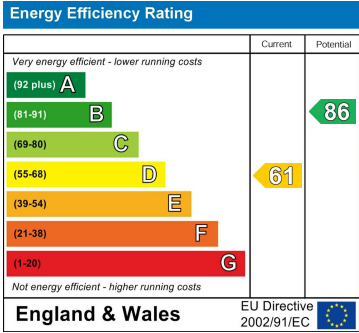 Energy Efficiency Rating
Current Potential
Very energy efficient - lower running costs
(92 plus) A
(81-91) B
86
(69-80) C
(55-68) D
61
(39-54) E
(21-38) F
(1-20) G
Not energy efficient - higher running costs
England & Wales
EU Directive
2002/91/EC